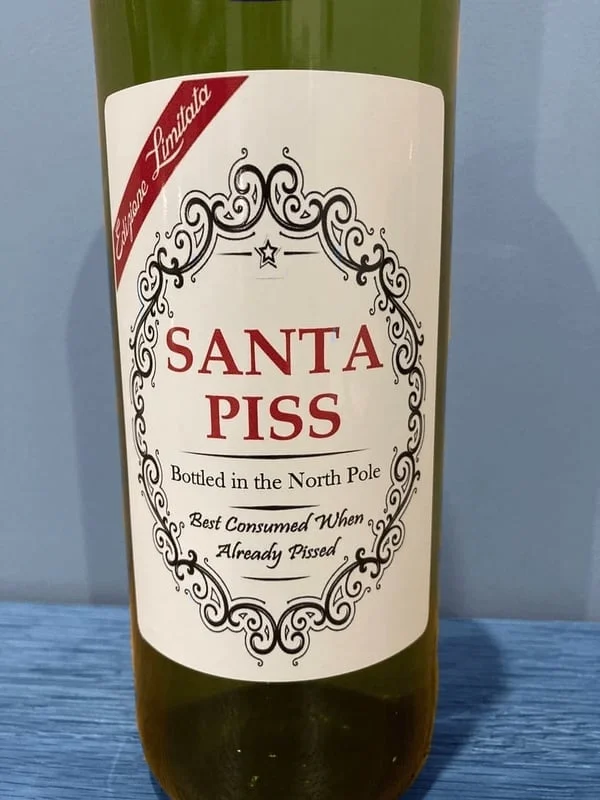 Edizione Limitata
SANTA
PISS
Bottled in the North Pole
Best Consumed When
Already Pissed